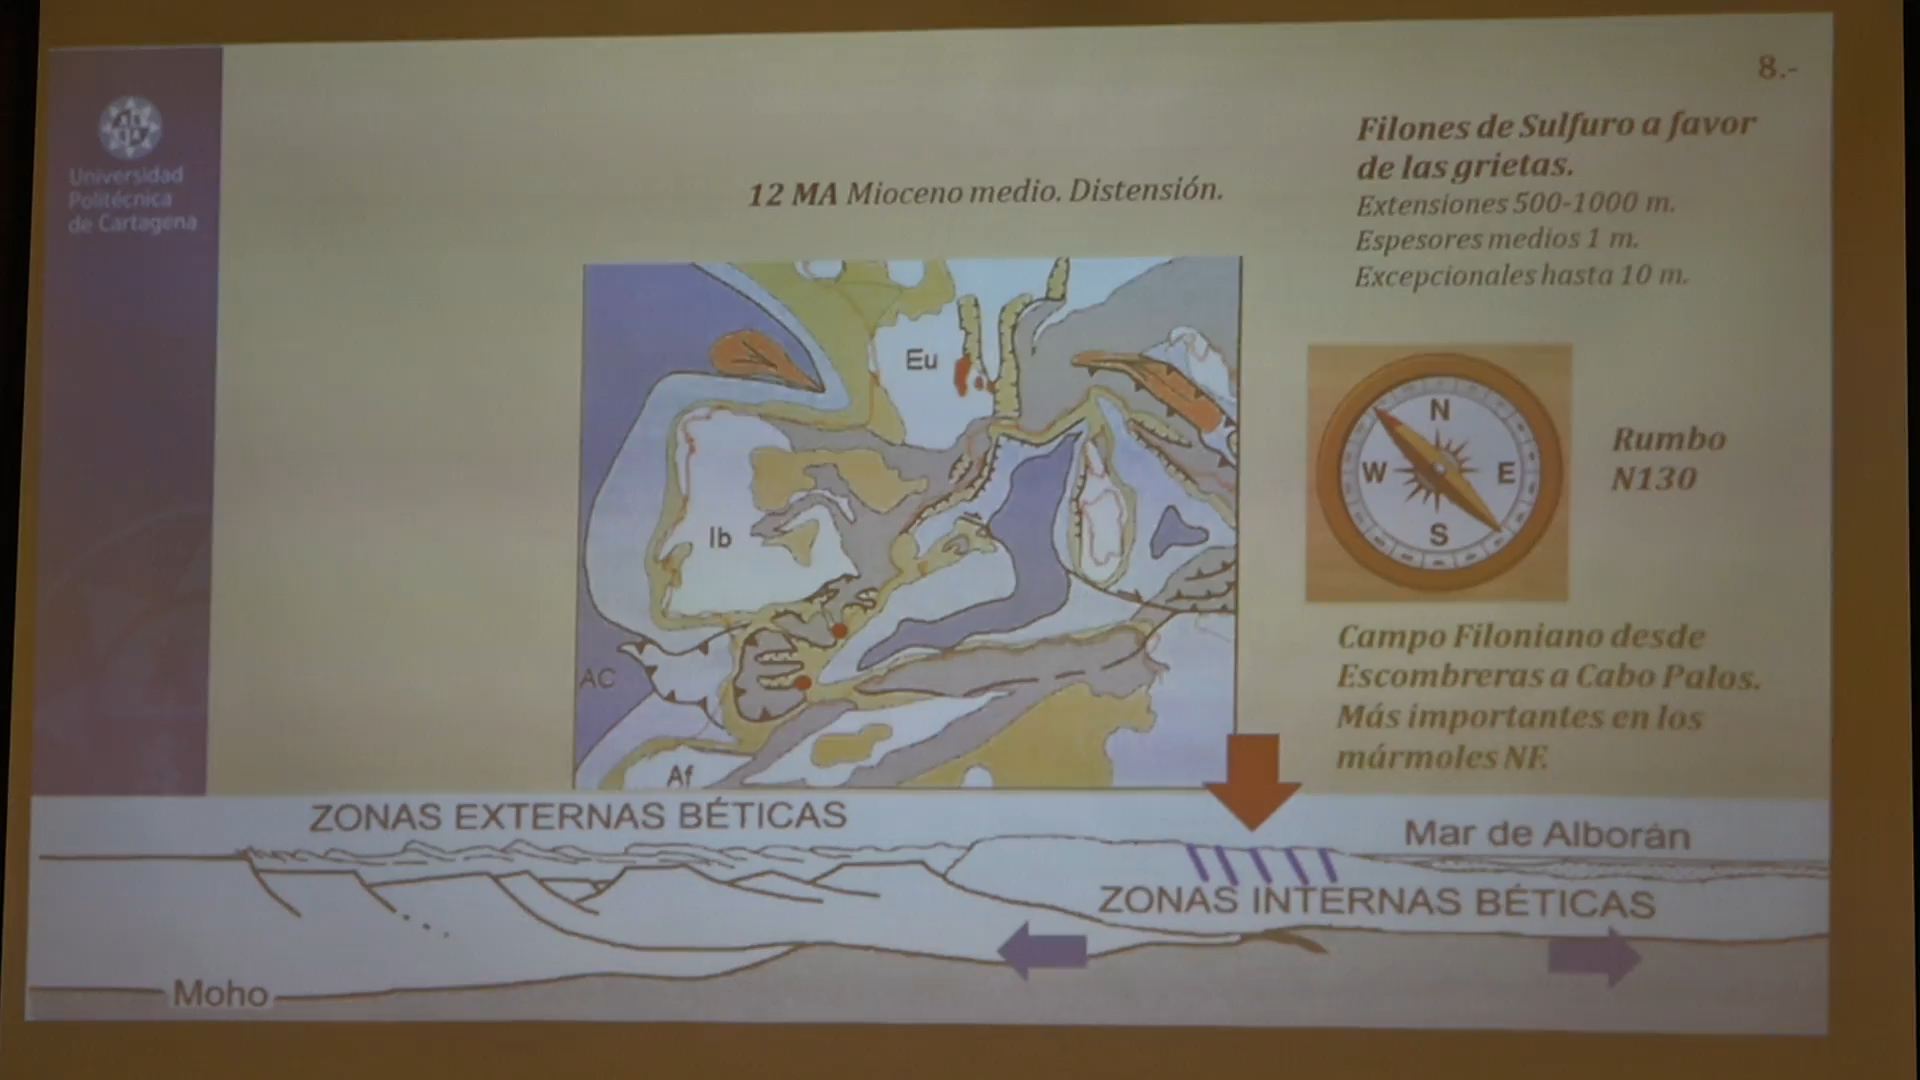 8.-
Universidad
Politécnica
de Cartagena
12 MA Mioceno medio. Distensión.
Filones de Sulfuro a favor
de las grietas.
Extensiones 500-1000 m.
Espesores medios 1 m.
Excepcionales hasta 10 m.
Eu
Ib
AC
Af
N
W
E
S
Rumbo
N130
Campo Filoniano desde
Escombreras a Cabo Palos.
Más importantes en los
mármoles NF.
ZONAS EXTERNAS BÉTICAS
Mar de Alborán
ZONAS INTERNAS BÉTICAS
Moho